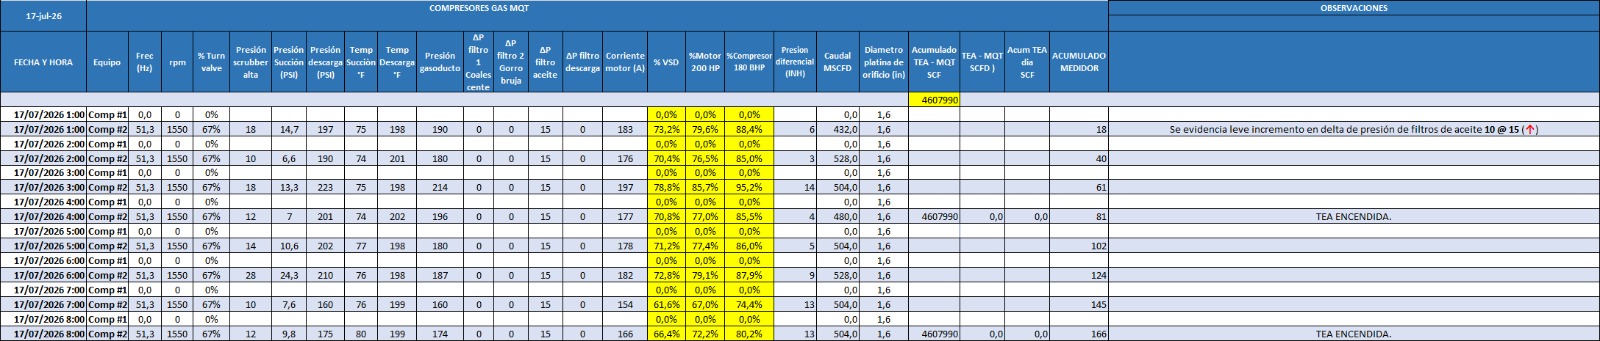 17-jul-26 COMPRESORES GAS MQT OBSERVACIONES
FECHA Y HORA Equipo Frec (Hz) rpm % Turn valve Presión scrubber alta Presión Succión (PSI) Presión descarga (PSI) Temp Succiòn °F Temp Descarga °F Presión gasoducto ΔP filtro 1 Coales cente ΔP filtro 2 Gorro bruja ΔP filtro aceite ΔP filtro descarga Corriente motor (A) % VSD %Motor 200 HP %Compresor 180 BHP Presion diferencial (INH) Caudal MSCFD Diametro platina de orificio (in) Acumulado TEA - MQT SCF TEA - MQT SCFD ) Acum TEA dia SCF ACUMULADO MEDIDOR
4607990
17/07/2026 1:00 Comp #1 0,0 0 0% 0,0% 0,0% 0,0% 0,0 1,6
17/07/2026 1:00 Comp #2 51,3 1550 67% 18 14,7 197 75 198 190 0 0 15 0 183 73,2% 79,6% 88,4% 6 432,0 1,6 18 Se evidencia leve incremento en delta de presión de filtros de aceite 10 @ 15 (↑)
17/07/2026 2:00 Comp #1 0,0 0 0% 0,0% 0,0% 0,0% 0,0 1,6
17/07/2026 2:00 Comp #2 51,3 1550 67% 10 6,6 190 74 201 180 0 0 15 0 176 70,4% 76,5% 85,0% 3 528,0 1,6 40
17/07/2026 3:00 Comp #1 0,0 0 0% 0,0% 0,0% 0,0% 0,0 1,6
17/07/2026 3:00 Comp #2 51,3 1550 67% 18 13,3 223 75 198 214 0 0 15 0 197 78,8% 85,7% 95,2% 14 504,0 1,6 61
17/07/2026 4:00 Comp #1 0,0 0 0% 0,0% 0,0% 0,0% 0,0 1,6
17/07/2026 4:00 Comp #2 51,3 1550 67% 12 7 201 74 202 196 0 0 15 0 177 70,8% 77,0% 85,5% 4 480,0 1,6 4607990 0,0 0,0 81 TEA ENCENDIDA.
17/07/2026 5:00 Comp #1 0,0 0 0% 0,0% 0,0% 0,0% 0,0 1,6
17/07/2026 5:00 Comp #2 51,3 1550 67% 14 10,6 202 77 198 180 0 0 15 0 178 71,2% 77,4% 86,0% 5 504,0 1,6 102
17/07/2026 6:00 Comp #1 0,0 0 0% 0,0% 0,0% 0,0% 0,0 1,6
17/07/2026 6:00 Comp #2 51,3 1550 67% 28 24,3 210 76 198 187 0 0 15 0 182 72,8% 79,1% 87,9% 9 528,0 1,6 124
17/07/2026 7:00 Comp #1 0,0 0 0% 0,0% 0,0% 0,0% 0,0 1,6
17/07/2026 7:00 Comp #2 51,3 1550 67% 10 7,6 160 76 199 160 0 0 15 0 154 61,6% 67,0% 74,4% 13 504,0 1,6 145
17/07/2026 8:00 Comp #1 0,0 0 0% 0,0% 0,0% 0,0% 0,0 1,6
17/07/2026 8:00 Comp #2 51,3 1550 67% 12 9,8 175 80 199 174 0 0 15 0 166 66,4% 72,2% 80,2% 13 504,0 1,6 4607990 0,0 0,0 166 TEA ENCENDIDA.